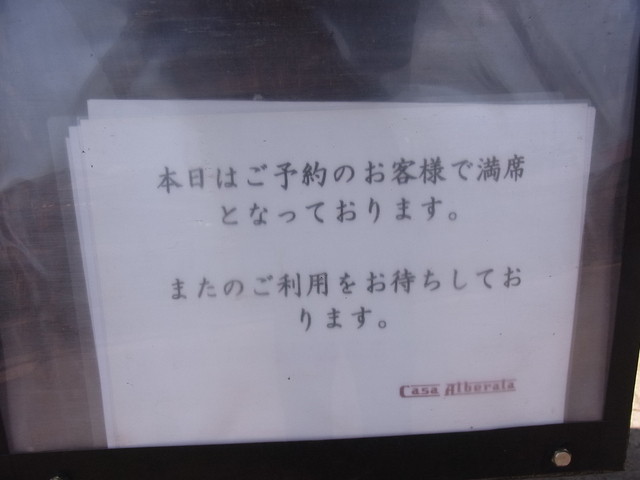 本日はご予約のお客様で満席
となっております。
またのご利用をお待ちしてお
ります。
Casa Alberata